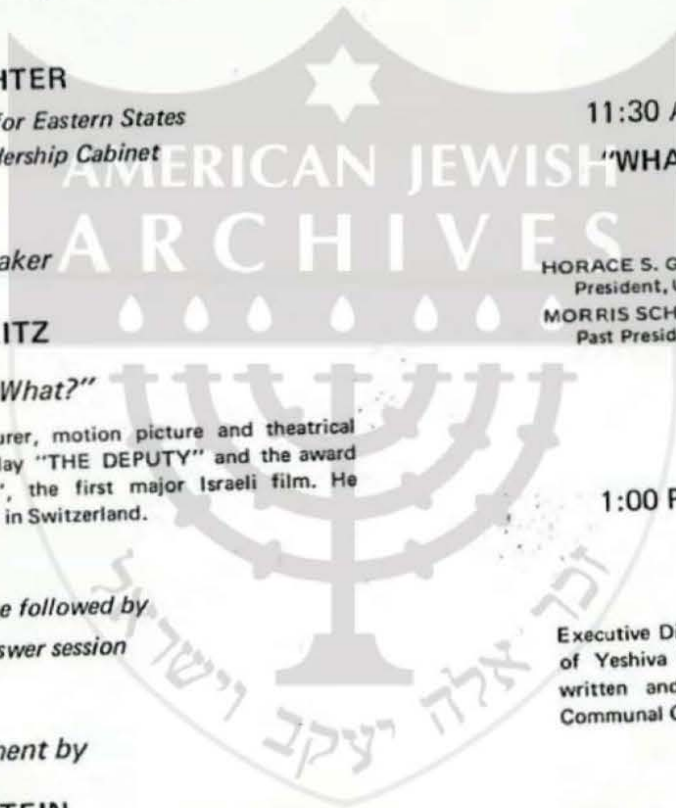 HTER
or Eastern States
dership Cabinet
aker
ITZ
What?"
urer, motion picture and theatrical
lay "THE DEPUTY" and the award
", the first major Israeli film. He
in Switzerland.
e followed by
swer session
ment by
TEIN
11:30 A
"WHA
HORACE S. G
President, U
MORRIS SCH
Past Presid
1:00 P
Executive Di
of Yeshiva
written and
Communal C
AMERICAN JEWISH
ARCHIVES
זכר אלה יעקב וישראל